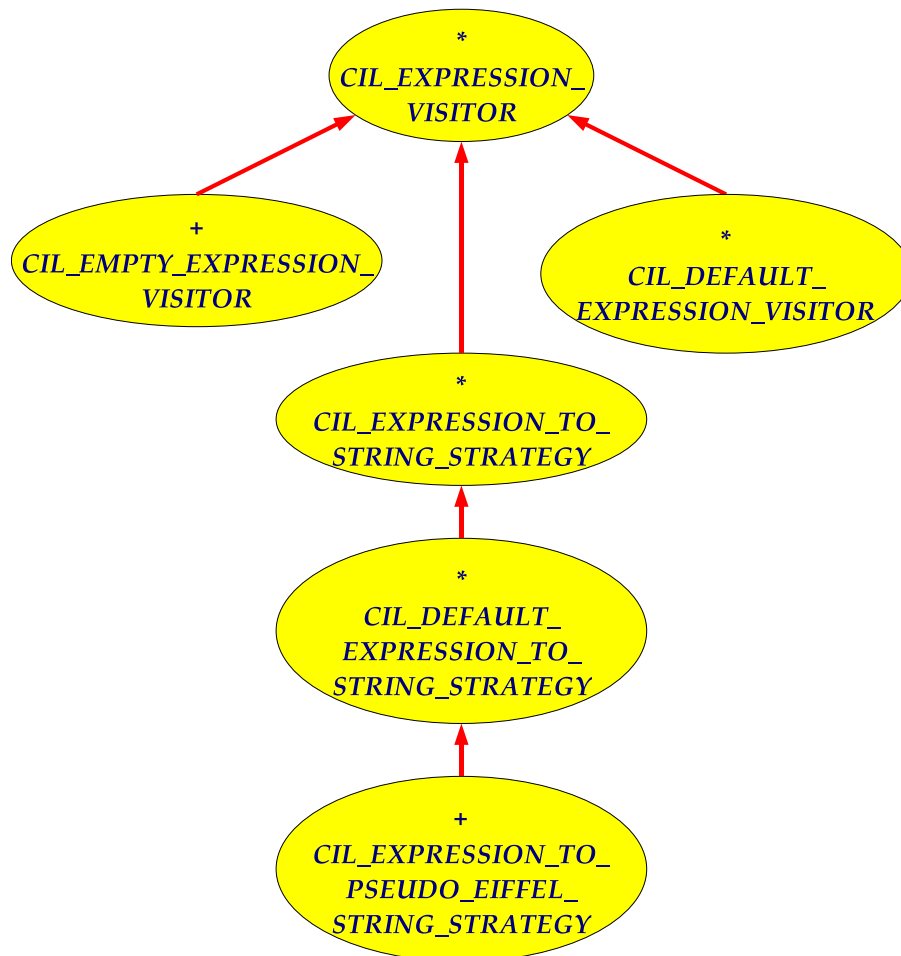 *
CIL_EXPRESSION_
VISITOR
+
CIL_EMPTY_EXPRESSION_
VISITOR
*
CIL_DEFAULT_
EXPRESSION_VISITOR
*
CIL_EXPRESSION_TO_
STRING_STRATEGY
*
CIL_DEFAULT_
EXPRESSION_TO_
STRING_STRATEGY
+
CIL_EXPRESSION_TO_
PSEUDO_EIFFEL_
STRING_STRATEGY